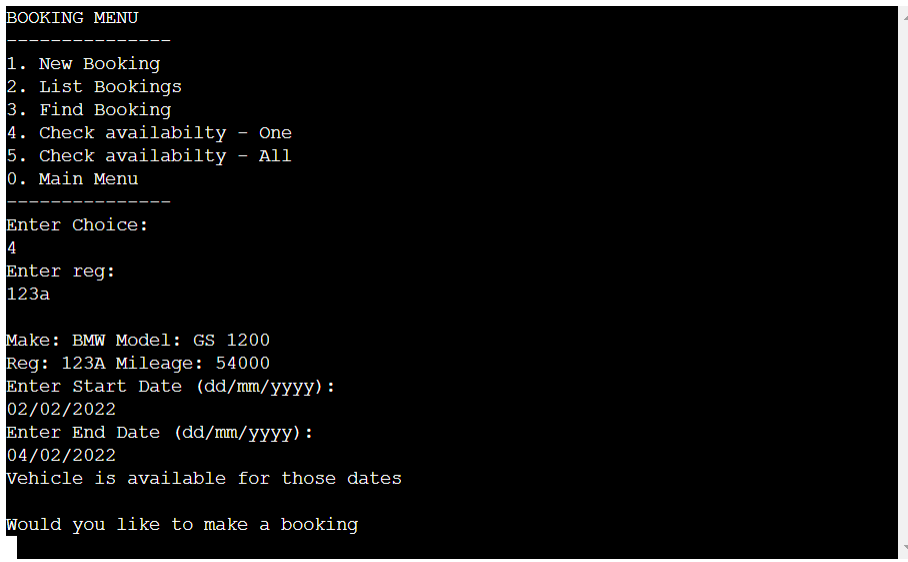 BOOKING MENU
---------------
1. New Booking
2. List Bookings
3. Find Booking
4. Check availabilty - One
5. Check availabilty - All
0. Main Menu
---------------
Enter Choice:
4
Enter reg:
123a
Make: BMW Model: GS 1200
Reg: 123A Mileage: 54000
Enter Start Date (dd/mm/yyyy):
02/02/2022
Enter End Date (dd/mm/yyyy):
04/02/2022
Vehicle is available for those dates
Would you like to make a booking